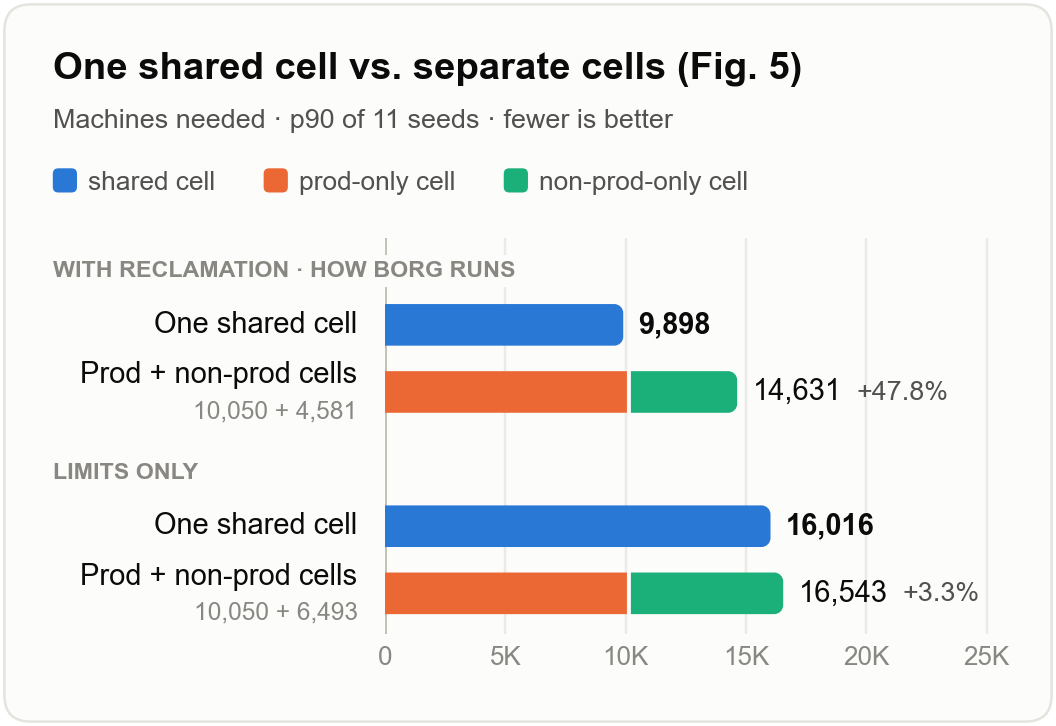 One shared cell vs. separate cells (Fig. 5)
Machines needed · p90 of 11 seeds · fewer is better
shared cell prod-only cell non-prod-only cell
WITH RECLAMATION · HOW BORG RUNS
One shared cell 9,898
Prod + non-prod cells 14,631 +47.8%
10,050 + 4,581
LIMITS ONLY
One shared cell 16,016
Prod + non-prod cells 16,543 +3.3%
10,050 + 6,493
0 5K 10K 15K 20K 25K